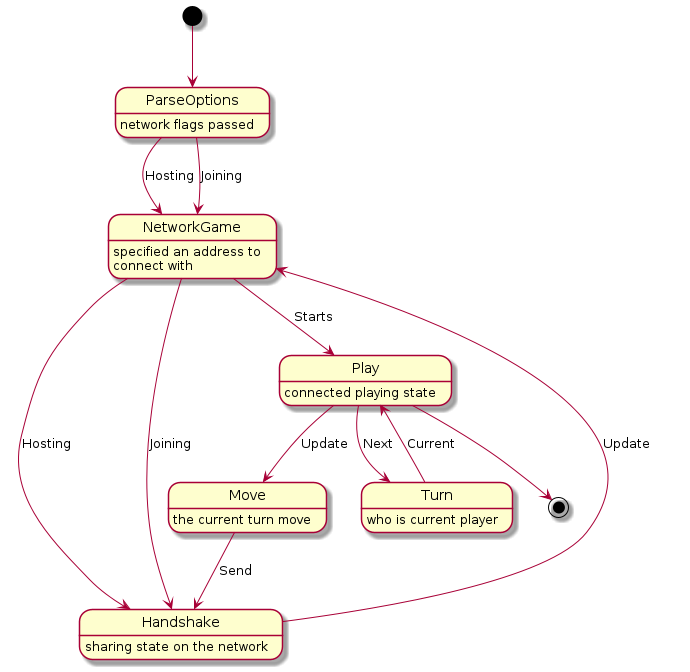 ParseOptions
network flags passed
Hosting
Joining
NetworkGame
specified an address to
connect with
Starts
Play
connected playing state
Hosting
Joining
Update
Next
Current
Update
Move
the current turn move
Turn
who is current player
Send
Handshake
sharing state on the network